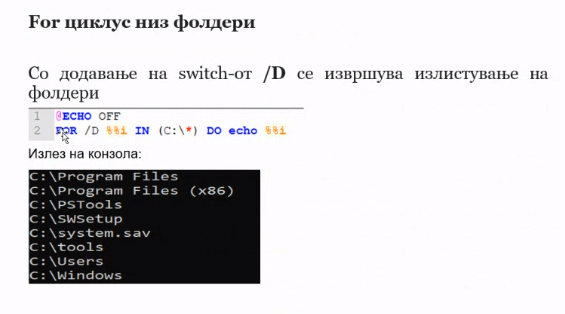 For циклус низ фолдери
Со додавање на switch-от /D се извршува излистување на
фолдери
1 @ECHO OFF
2 FOR /D %%i IN (C:\*) DO echo %%i
Излез на конзола:
C:\Program Files
C:\Program Files (x86)
C:\PSTools
C:\SWSetup
C:\system.sav
C:\tools
C:\Users
C:\Windows